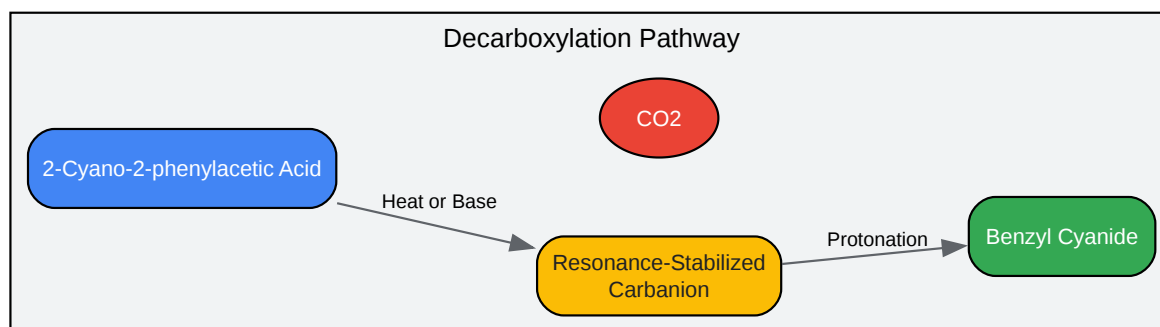 Decarboxylation Pathway
CO2
2-Cyano-2-phenylacetic Acid
Heat or Base
Resonance-Stabilized
Carbanion
Protonation
Benzyl Cyanide